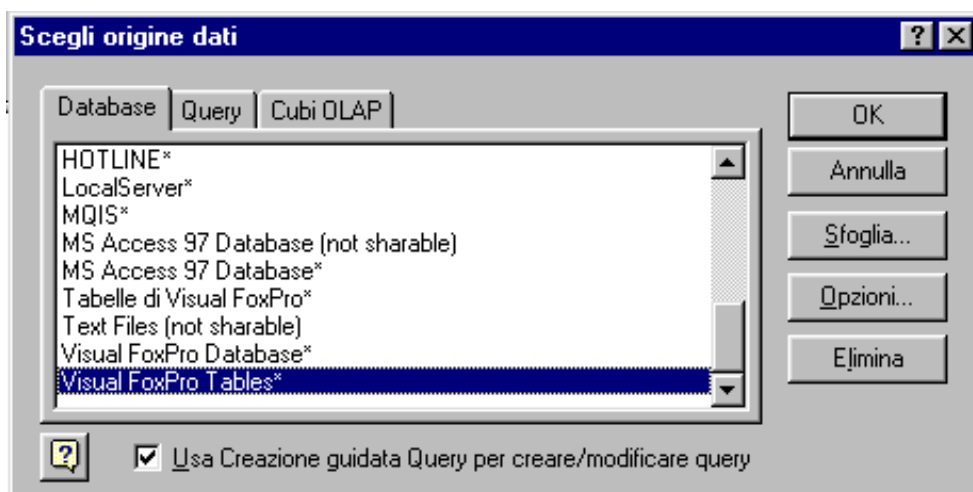 Scegli origine dati
Database Query Cubi OLAP
HOTLINE*
LocalServer*
MQIS*
MS Access 97 Database (not sharable)
MS Access 97 Database*
Tabelle di Visual FoxPro*
Text Files (not sharable)
Visual FoxPro Database*
Visual FoxPro Tables*
OK
Annulla
Sfoglia...
Opzioni...
Elimina
Usa Creazione guidata Query per creare/modificare query